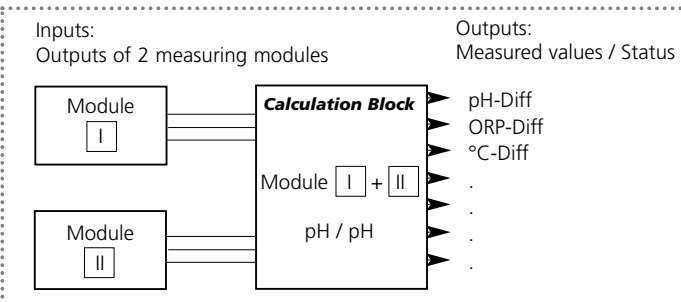 Inputs:
Outputs of 2 measuring modules
Outputs:
Measured values / Status
Module
I
Module
II
Calculation Block
Module I + II
pH / pH
pH-Diff
ORP-Diff
°C-Diff
.
.
.
.